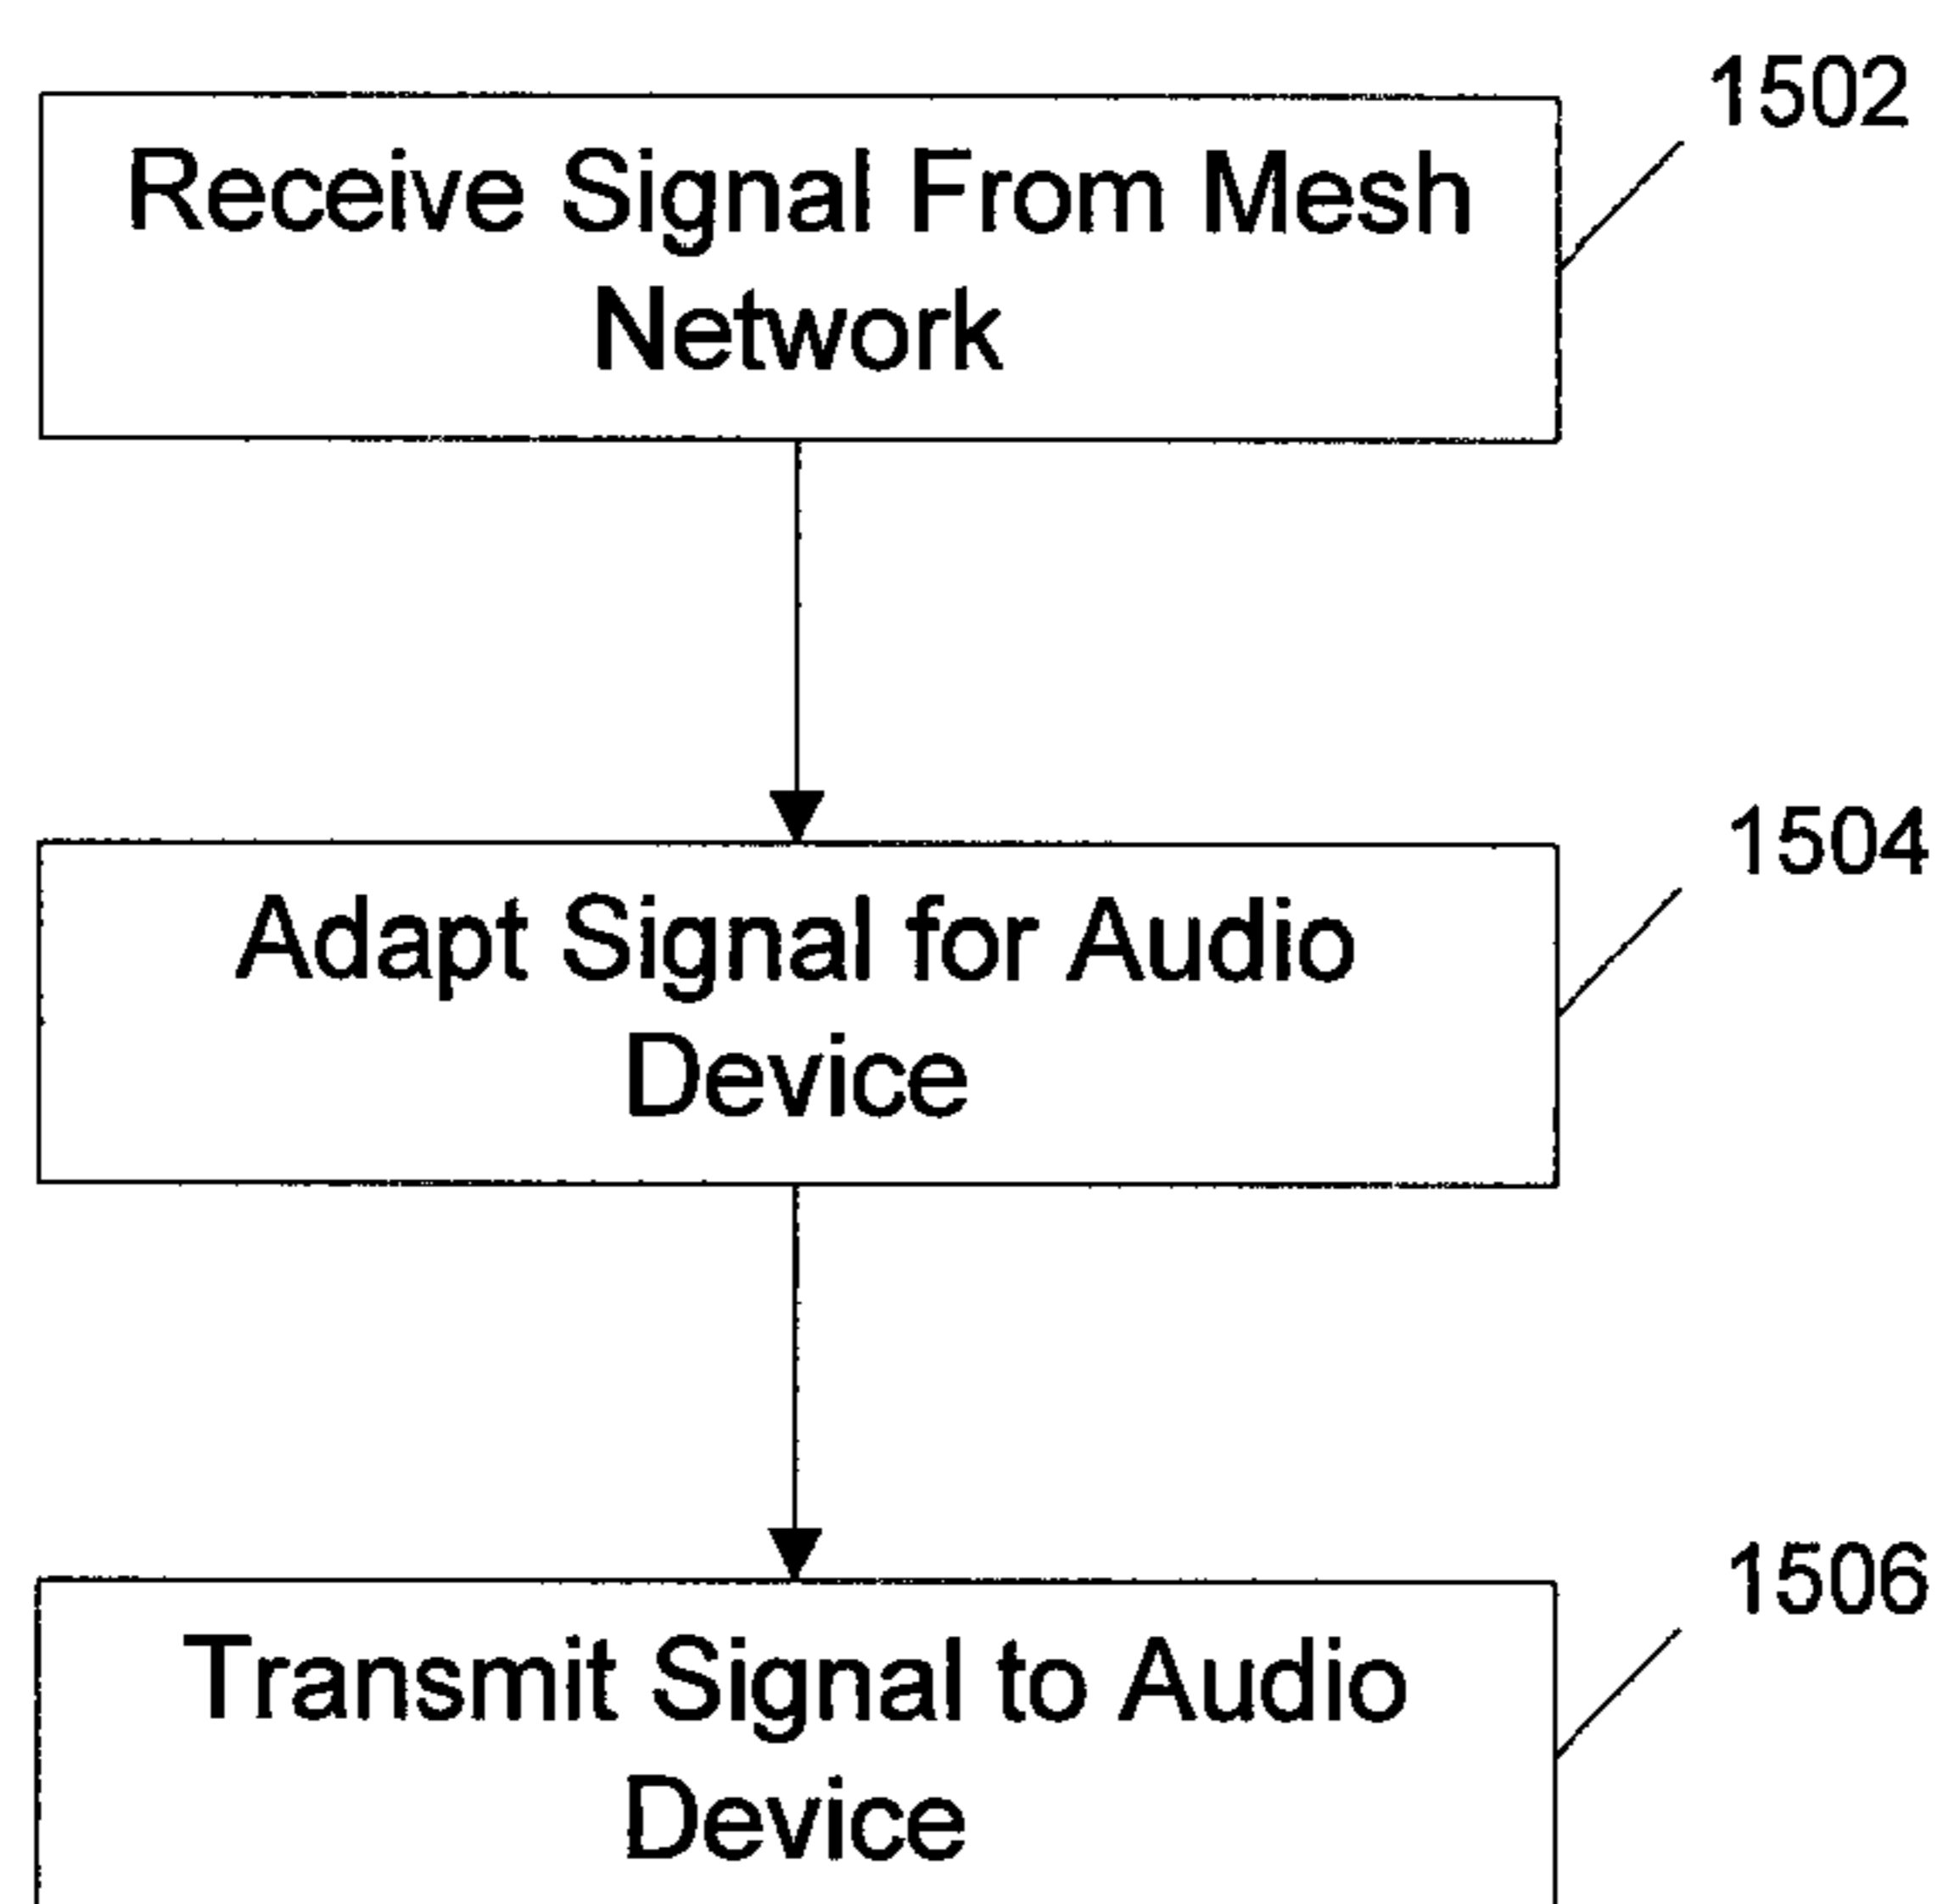 1502
Receive Signal From Mesh
Network
1504
Adapt Signal for Audio
Device
1506
Transmit Signal to Audio
Device